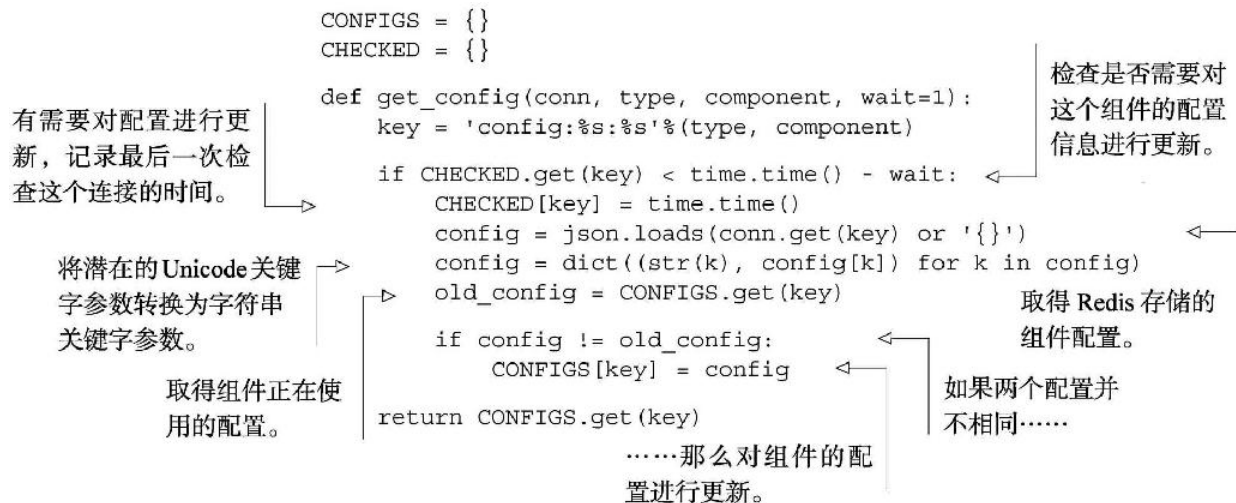 CONFIGS = {}
CHECKED = {}
def get_config(conn, type, component, wait=1):
key = 'config:%s:%s'%(type, component)
if CHECKED.get(key) < time.time() - wait:
CHECKED[key] = time.time()
config = json.loads(conn.get(key) or '{}')
config = dict((str(k), config[k]) for k in config)
old_config = CONFIGS.get(key)
if config != old_config:
CONFIGS[key] = config
return CONFIGS.get(key)
检查是否需要对
这个组件的配置
信息进行更新。
有需要对配置进行更
新，记录最后一次检
查这个连接的时间。
将潜在的Unicode关键
字参数转换为字符串
关键字参数。
取得 Redis 存储的
组件配置。
取得组件正在使
用的配置。
如果两个配置并
不相同……
……那么对组件的配
置进行更新。